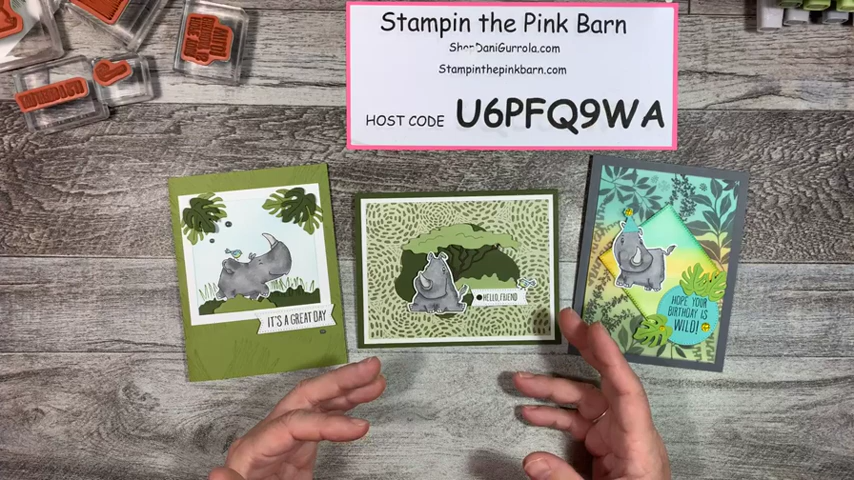 Stampin the Pink Barn
ShopDaniGurrola.com
Stampinthepinkbarn.com
HOST CODE U6PFQ9WA
IT'S A GREAT DAY
HELLO, FRIEND
HOPE YOUR
BIRTHDAY IS
WILD!